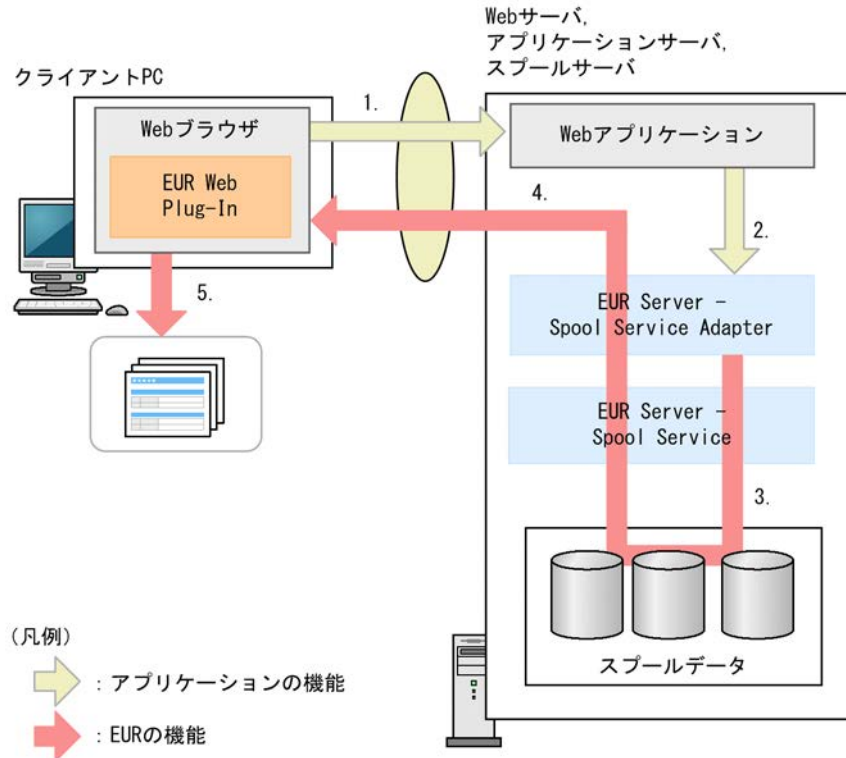 Webサーバ,
アプリケーションサーバ,
スプールサーバ
クライアントPC
1.
Webブラウザ
Webアプリケーション
EUR Web
Plug-In
4.
2.
5.
EUR Server －
Spool Service Adapter
EUR Server －
Spool Service
3.
スプールデータ
(凡例)
：アプリケーションの機能
：EURの機能